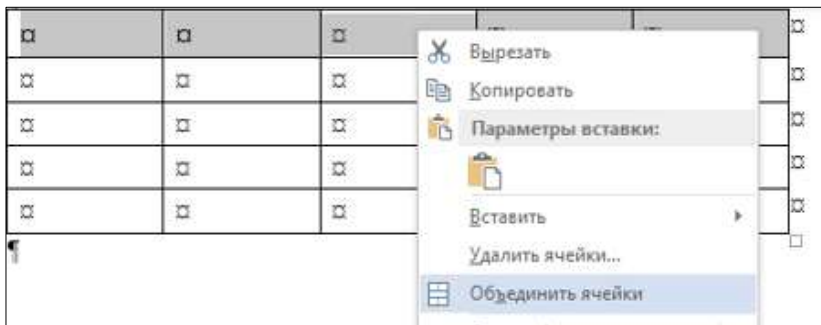 ¤ ¤ ¤ ¤
¤ ¤ ¤ ¤
¤ ¤ ¤ ¤
¤ ¤ ¤ ¤
¤ ¤ ¤ ¤
¶
Вырезать
Копировать
Параметры вставки:
Вставить
Удалить ячейки...
Объединить ячейки